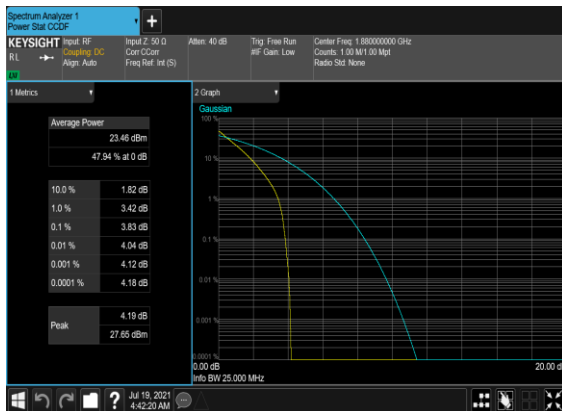 Spectrum Analyzer 1
Power Stat CCDF
+
KEYSIGHT
RL
Input: RF
Coupling: DC
Align: Auto
Input Z: 50 Ω
Corr CCorr
Freq Ref: Int (S)
Atten: 40 dB
Trig: Free Run
#IF Gain: Low
Center Freq: 1.880000000 GHz
Counts: 1.00 M/1.00 Mpt
Radio Std: None
1 Metrics
Average Power
23.46 dBm
47.94 % at 0 dB
10.0 % 1.82 dB
1.0 % 3.42 dB
0.1 % 3.83 dB
0.01 % 4.04 dB
0.001 % 4.12 dB
0.0001 % 4.18 dB
Peak
4.19 dB
27.65 dBm
2 Graph
Gaussian
100 %
10 %
1 %
0.1 %
0.01 %
0.001 %
0.0001 %
0.00 dB
20.00 d
Info BW 25.000 MHz
?
Jul 19, 2021
4:42:20 AM